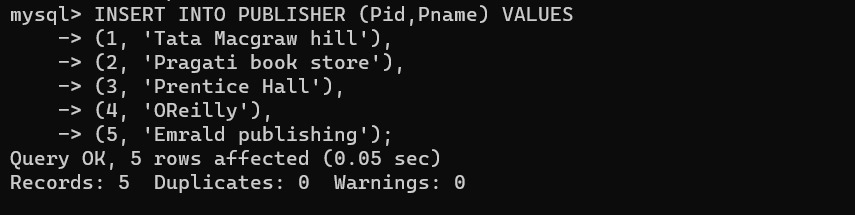 mysql> INSERT INTO PUBLISHER (Pid,Pname) VALUES
    -> (1, 'Tata Macgraw hill'),
    -> (2, 'Pragati book store'),
    -> (3, 'Prentice Hall'),
    -> (4, 'OReilly'),
    -> (5, 'Emrald publishing');
Query OK, 5 rows affected (0.05 sec)
Records: 5  Duplicates: 0  Warnings: 0